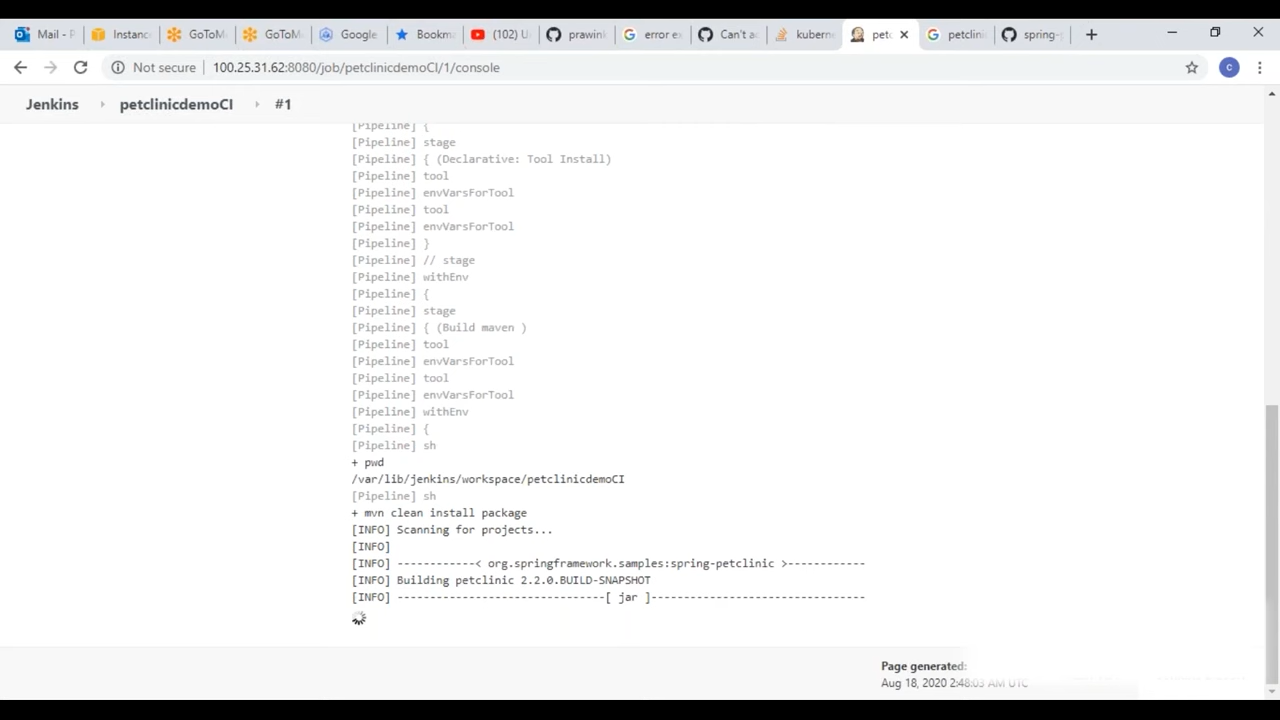 Mail - P
Instanc
GoToMe
GoToMe
Google
Bookma
(102) U
prawink
error ex
Can't ac
kuberne
petc
petclini
spring-p
Not secure
100.25.31.62:8080/job/petclinicdemoCI/1/console
C
Jenkins
petclinicdemoCI
#1
[Pipeline] {
[Pipeline] stage
[Pipeline] { (Declarative: Tool Install)
[Pipeline] tool
[Pipeline] envVarsForTool
[Pipeline] tool
[Pipeline] envVarsForTool
[Pipeline] }
[Pipeline] // stage
[Pipeline] withEnv
[Pipeline] {
[Pipeline] stage
[Pipeline] { (Build maven )
[Pipeline] tool
[Pipeline] envVarsForTool
[Pipeline] tool
[Pipeline] envVarsForTool
[Pipeline] withEnv
[Pipeline] {
[Pipeline] sh
+ pwd
/var/lib/jenkins/workspace/petclinicdemoCI
[Pipeline] sh
+ mvn clean install package
[INFO] Scanning for projects...
[INFO]
[INFO] ------------< org.springframework.samples:spring-petclinic >------------
[INFO] Building petclinic 2.2.0.BUILD-SNAPSHOT
[INFO] --------------------------------[ jar ]---------------------------------
Page generated:
Aug 18, 2020 2:48:03 AM UTC